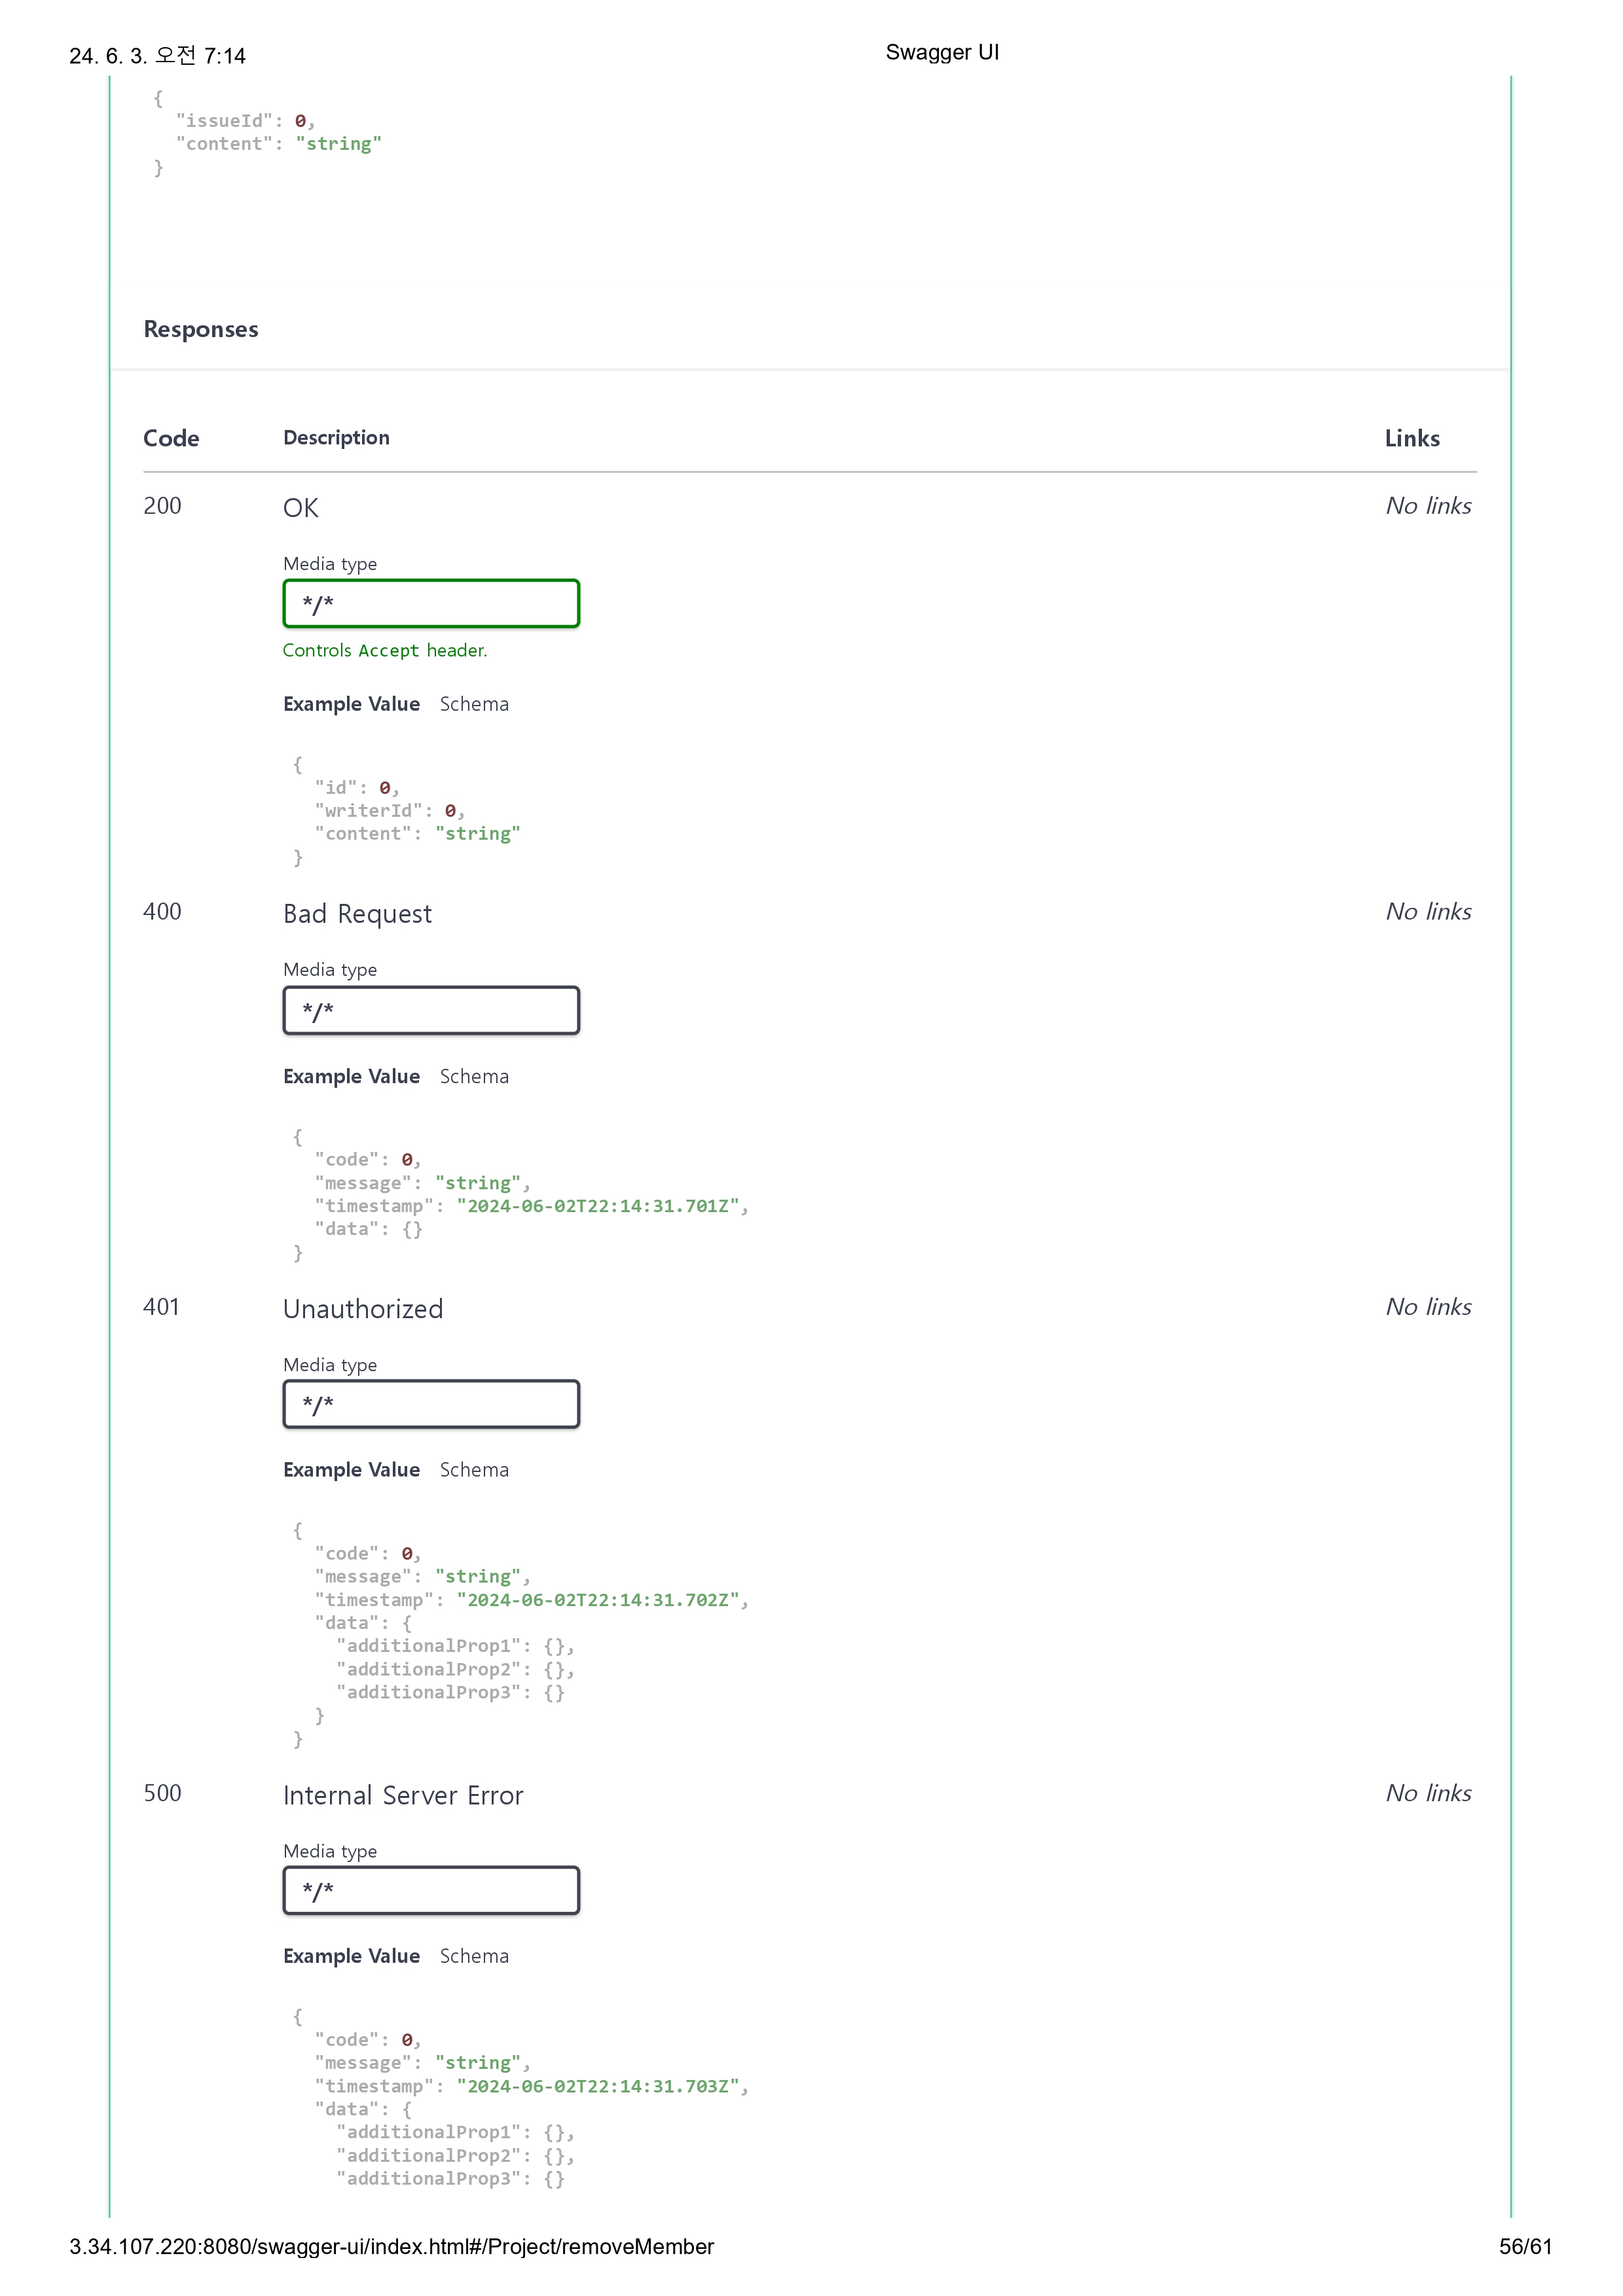 24. 6. 3. 오전 7:14 Swagger UI
{
  "issueId": 0,
  "content": "string"
}
Responses
Code Description Links
200 OK No links
Media type
*/*
Controls Accept header.
Example Value Schema
{
  "id": 0,
  "writerId": 0,
  "content": "string"
}
400 Bad Request No links
Media type
*/*
Example Value Schema
{
  "code": 0,
  "message": "string",
  "timestamp": "2024-06-02T22:14:31.701Z",
  "data": {}
}
401 Unauthorized No links
Media type
*/*
Example Value Schema
{
  "code": 0,
  "message": "string",
  "timestamp": "2024-06-02T22:14:31.702Z",
  "data": {
    "additionalProp1": {},
    "additionalProp2": {},
    "additionalProp3": {}
  }
}
500 Internal Server Error No links
Media type
*/*
Example Value Schema
{
  "code": 0,
  "message": "string",
  "timestamp": "2024-06-02T22:14:31.703Z",
  "data": {
    "additionalProp1": {},
    "additionalProp2": {},
    "additionalProp3": {}
3.34.107.220:8080/swagger-ui/index.html#/Project/removeMember 56/61